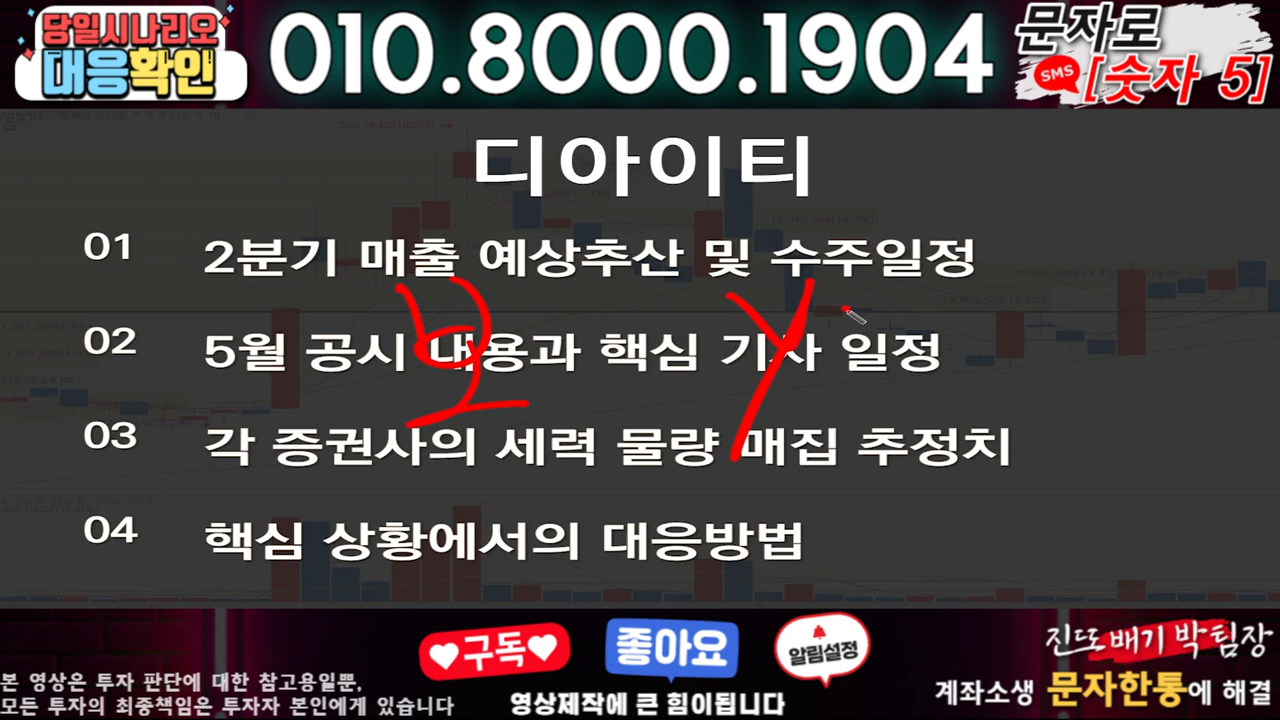 당일시나리오
대응확인
010.8000.1904
문자로
SMS [숫자 5]
디아이티
01 2분기 매출 예상추산 및 수주일정
02 5월 공시 내용과 핵심 기사 일정
03 각 증권사의 세력 물량 매집 추정치
04 핵심 상황에서의 대응방법
구독
좋아요
알림설정
영상제작에 큰 힘이됩니다
본 영상은 투자 판단에 대한 참고용일뿐,
모든 투자의 최종책임은 투자자 본인에게 있습니다
진또배기 박팀장
계좌소생 문자한통에 해결